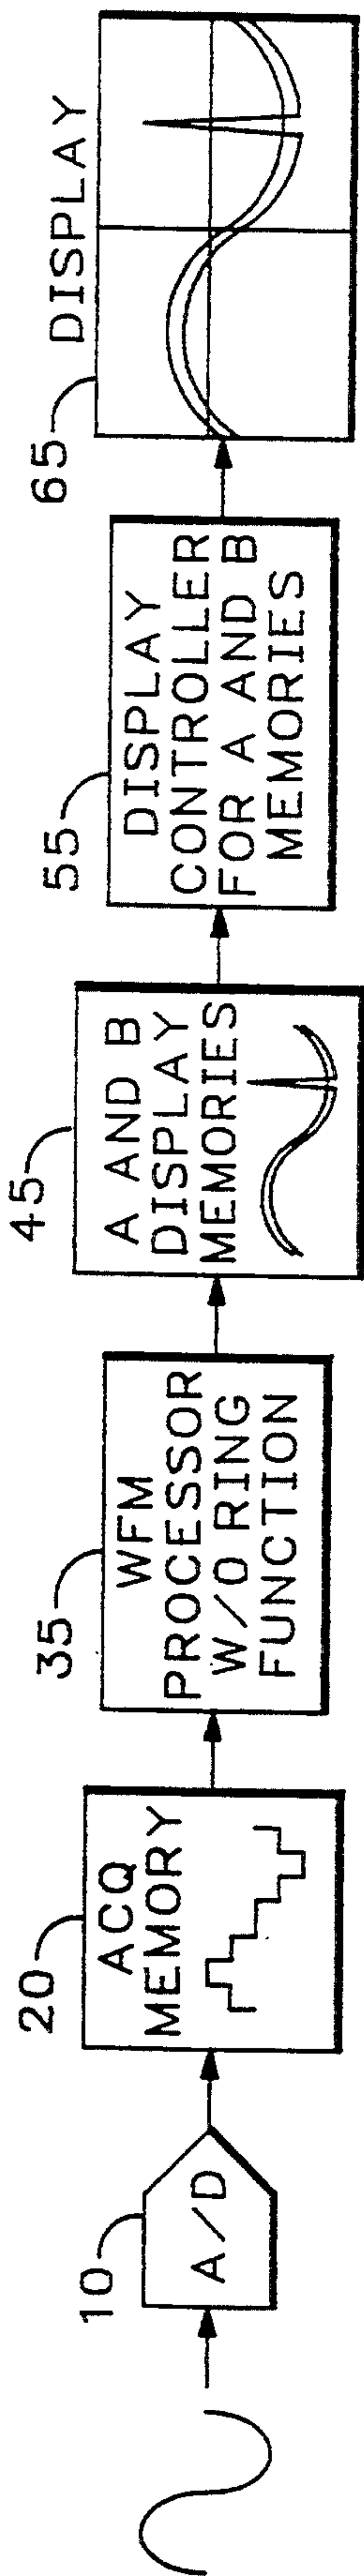 10
A/D
20
ACQ
MEMORY
35
WFM
PROCESSOR
W/O RING
FUNCTION
45
A AND B
DISPLAY
MEMORIES
55
DISPLAY
CONTROLLER
FOR A AND B
MEMORIES
65
DISPLAY